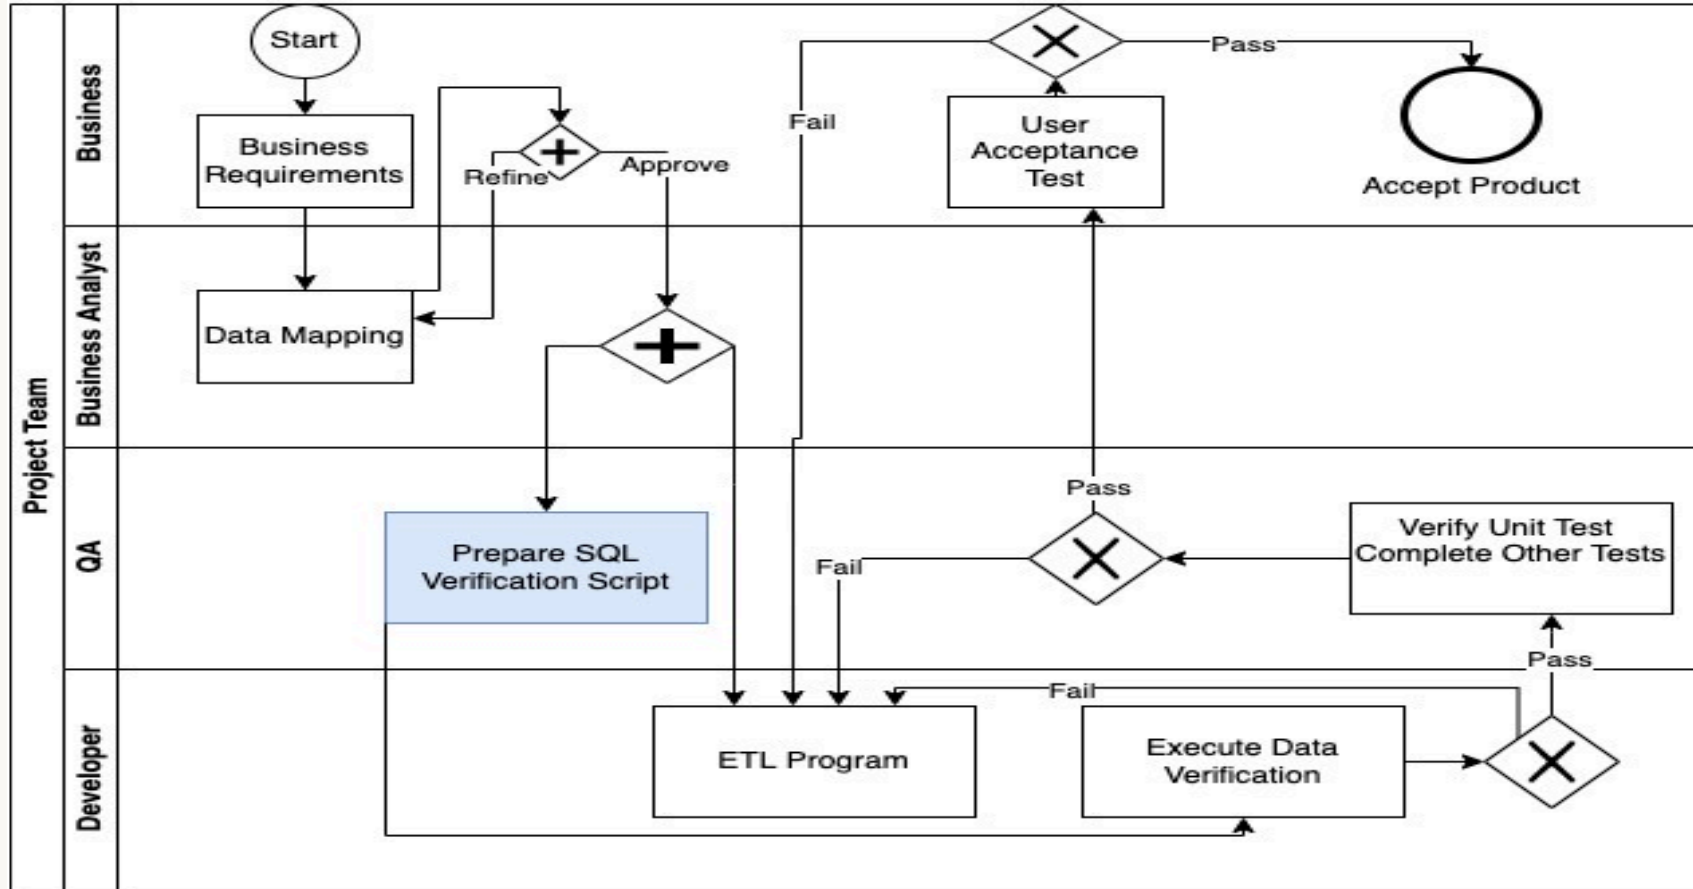 Project Team
Business
Start
Business
Requirements
Refine
Approve
Fail
User
Acceptance
Test
Pass
Accept Product
Business Analyst
Data Mapping
QA
Prepare SQL
Verification Script
Fail
Pass
Verify Unit Test
Complete Other Tests
Pass
Developer
ETL Program
Fail
Execute Data
Verification